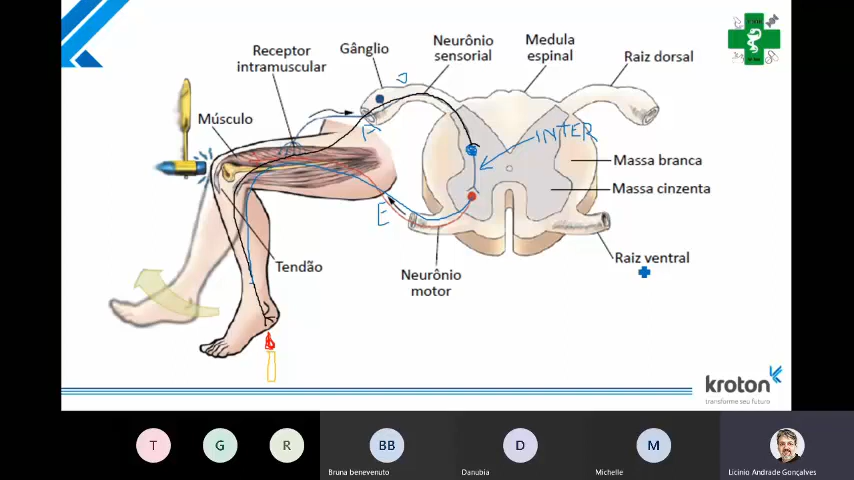 Gânglio
Neurônio
sensorial
Medula
espinal
Raiz dorsal
Receptor
intramuscular
Músculo
A
INTER
Massa branca
Massa cinzenta
E
Raiz ventral
Tendão
Neurônio
motor
kroton
transforme seu futuro
T
G
R
BB
D
M
Bruna benevenuto
Danubia
Michelle
Licinio Andrade Gonçalves